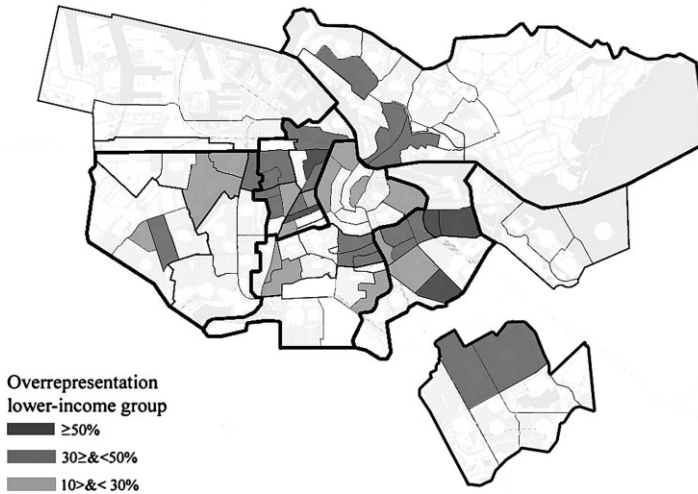 Overrepresentation
lower-income group
≥50%
30≥&<50%
10>&< 30%